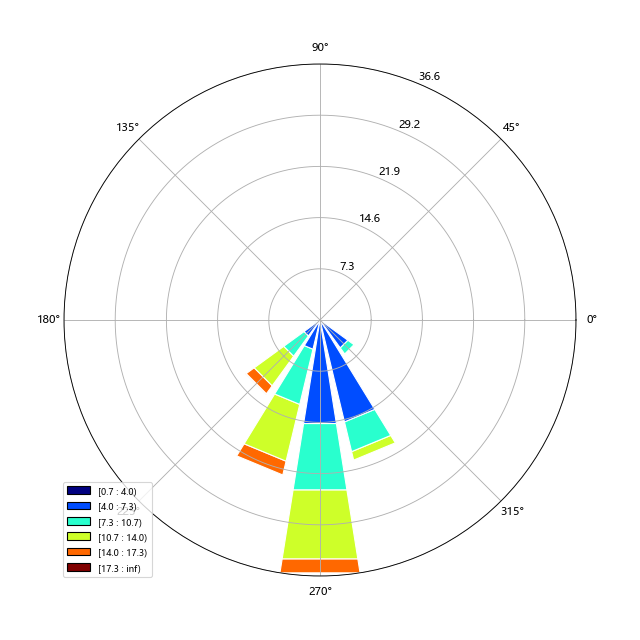 90°
36.6
135°
29.2
45°
21.9
14.6
7.3
180°
0°
[0.7 : 4.0)
[4.0 : 7.3)
[7.3 : 10.7)
[10.7 : 14.0)
[14.0 : 17.3)
[17.3 : inf)
315°
270°